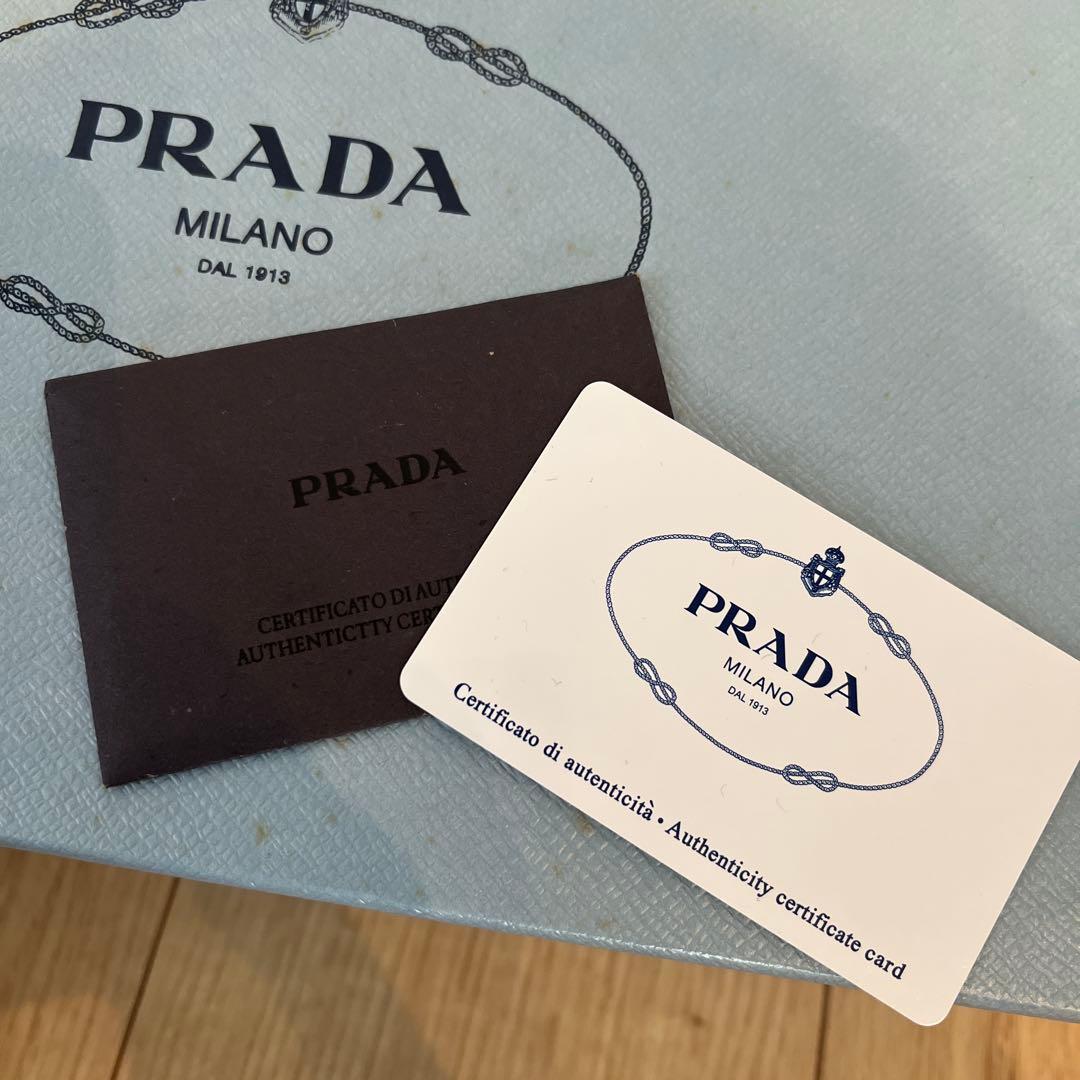 PRADA
MILANO
DAL 1913
PRADA
CERTIFICATO DI
AUTHENTICTTY
PRADA
MILANO
DAL 1913
Certificato di autenticità • Authenticity certificate card